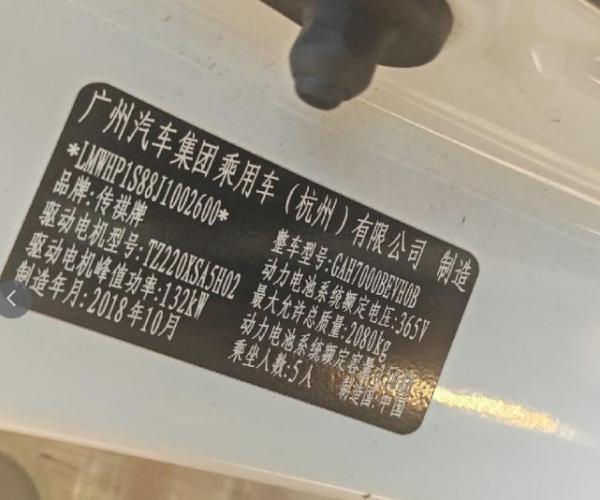 广州汽车集团乘用车（杭州）有限公司 制造
*LMWHP1S88J1002600*
品牌:传祺牌
整车型号:GAH7000BEVH0B
驱动电机型号:TZ220XSA5H02
动力电池系统额定电压:365V
驱动电机峰值功率:132kW
最大允许总质量:2080kg
制造年月:2018年10月
动力电池系统额定容量
乘坐人数:5人
制造国:中国